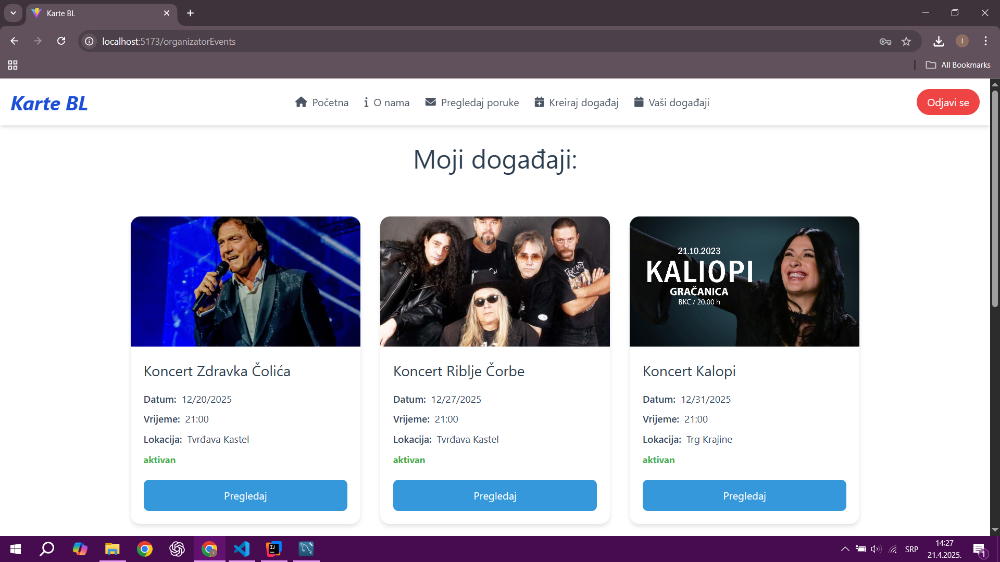 Karte BL
localhost:5173/organizatorEvents
All Bookmarks
Karte BL
Početna
O nama
Pregledaj poruke
Kreiraj događaj
Vaši događaji
Odjavi se
Moji događaji:
21.10.2023
KALIOPI
GRAČANICA
BKC / 20.00 h
Koncert Zdravka Čolića
Datum: 12/20/2025
Vrijeme: 21:00
Lokacija: Tvrđava Kastel
aktivan
Pregledaj
Koncert Riblje Čorbe
Datum: 12/27/2025
Vrijeme: 21:00
Lokacija: Tvrđava Kastel
aktivan
Pregledaj
Koncert Kalopi
Datum: 12/31/2025
Vrijeme: 21:00
Lokacija: Trg Krajine
aktivan
Pregledaj
SRP
14:27
21.4.2025.
1